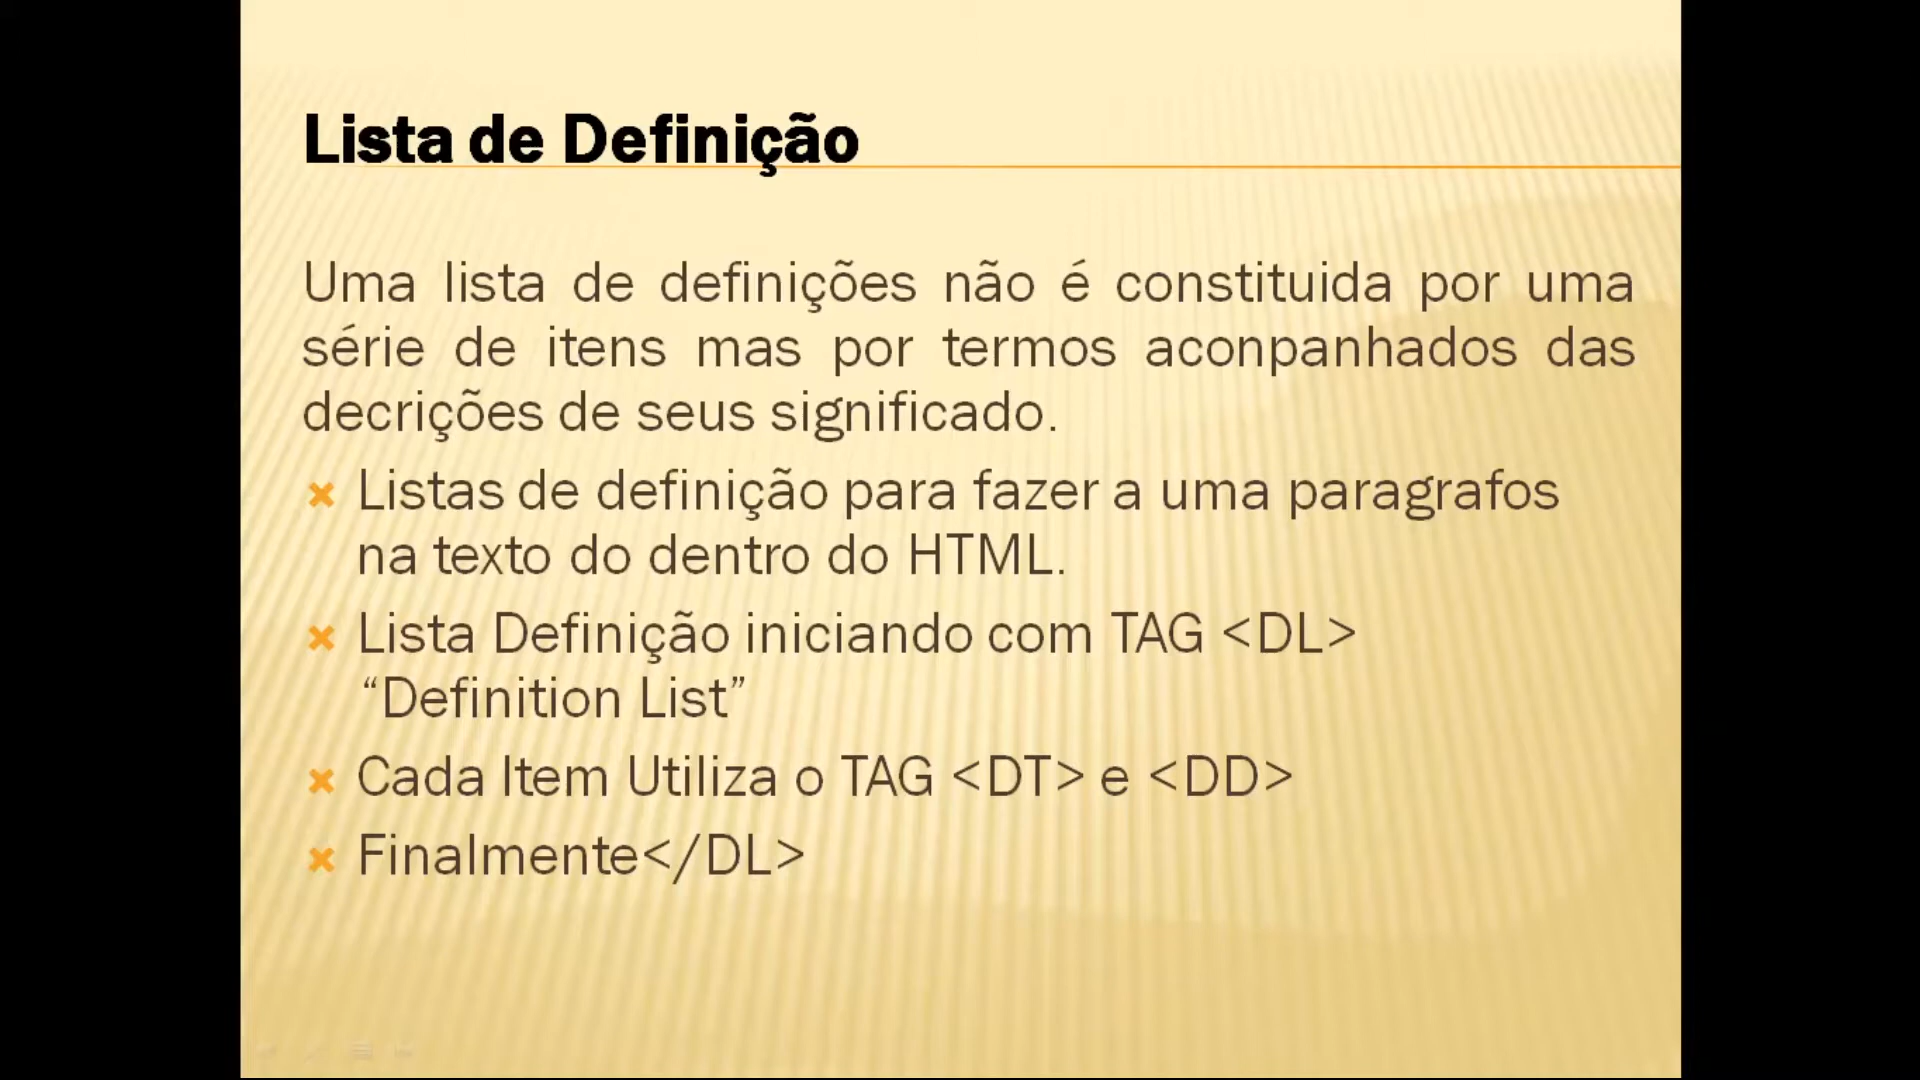 Lista de Definição
Uma lista de definições não é constituida por uma
série de itens mas por termos aconpanhados das
decrições de seus significado.
Listas de definição para fazer a uma paragrafos
na texto do dentro do HTML.
Lista Definição iniciando com TAG <DL>
“Definition List”
Cada Item Utiliza o TAG <DT> e <DD>
Finalmente</DL>